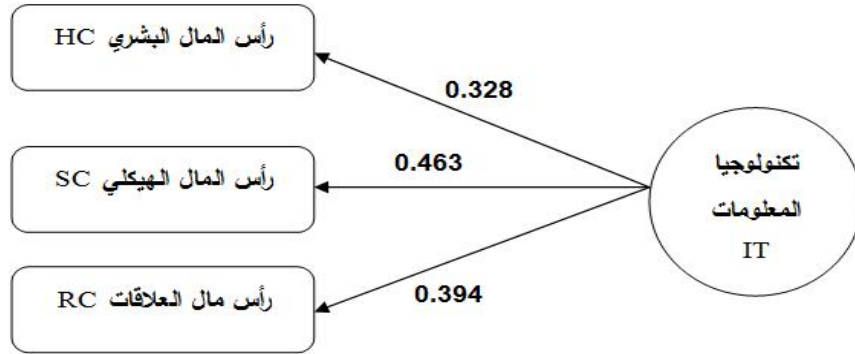 رأس المال البشري HC
0.328
رأس المال الهيكلي SC
0.463
تكنولوجيا
المعلومات
IT
رأس مال العلاقات RC
0.394